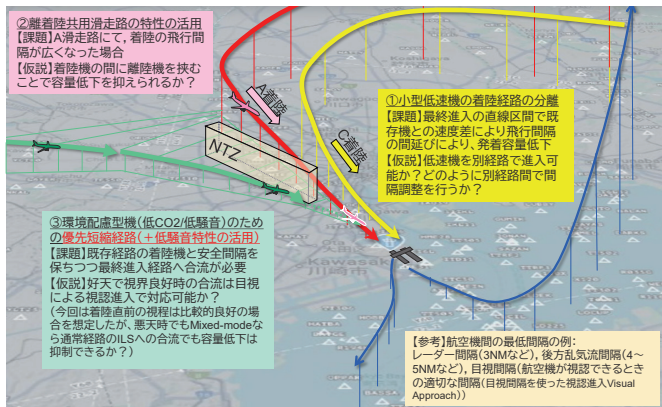 ②離着陸共用滑走路の特性の活用
【課題】A滑走路にて，着陸の飛行間
隔が広くなった場合
【仮説】着陸機の間に離陸機を挟む
ことで容量低下を抑えられるか？
A着陸
C着陸
NTZ
①小型低速機の着陸経路の分離
【課題】最終進入の直線区間で既
存機との速度差により飛行間隔
の間延びにより、発着容量低下
【仮説】低速機を別経路で進入可
能か？どのように別経路間で間
隔調整を行うか？
③環境配慮型機（低CO2/低騒音）のため
の優先短縮経路（＋低騒音特性の活用）
【課題】既存経路の着陸機と安全間隔を
保ちつつ最終進入経路へ合流が必要
【仮説】好天で視界良好時の合流は目視
による視認進入で対応可能か？
（今回は着陸直前の視程は比較的良好の場
合を想定したが、悪天時でもMixed-modeな
ら通常経路のILSへの合流でも容量低下は
抑制できるか？）
Kawasaki
川崎市
【参考】航空機間の最低間隔の例：
レーダー間隔（3NMなど），後方乱気流間隔（4～
5NMなど），目視間隔（航空機が視認できるとき
の適切な間隔（目視間隔を使った視認進入Visual
Approach））